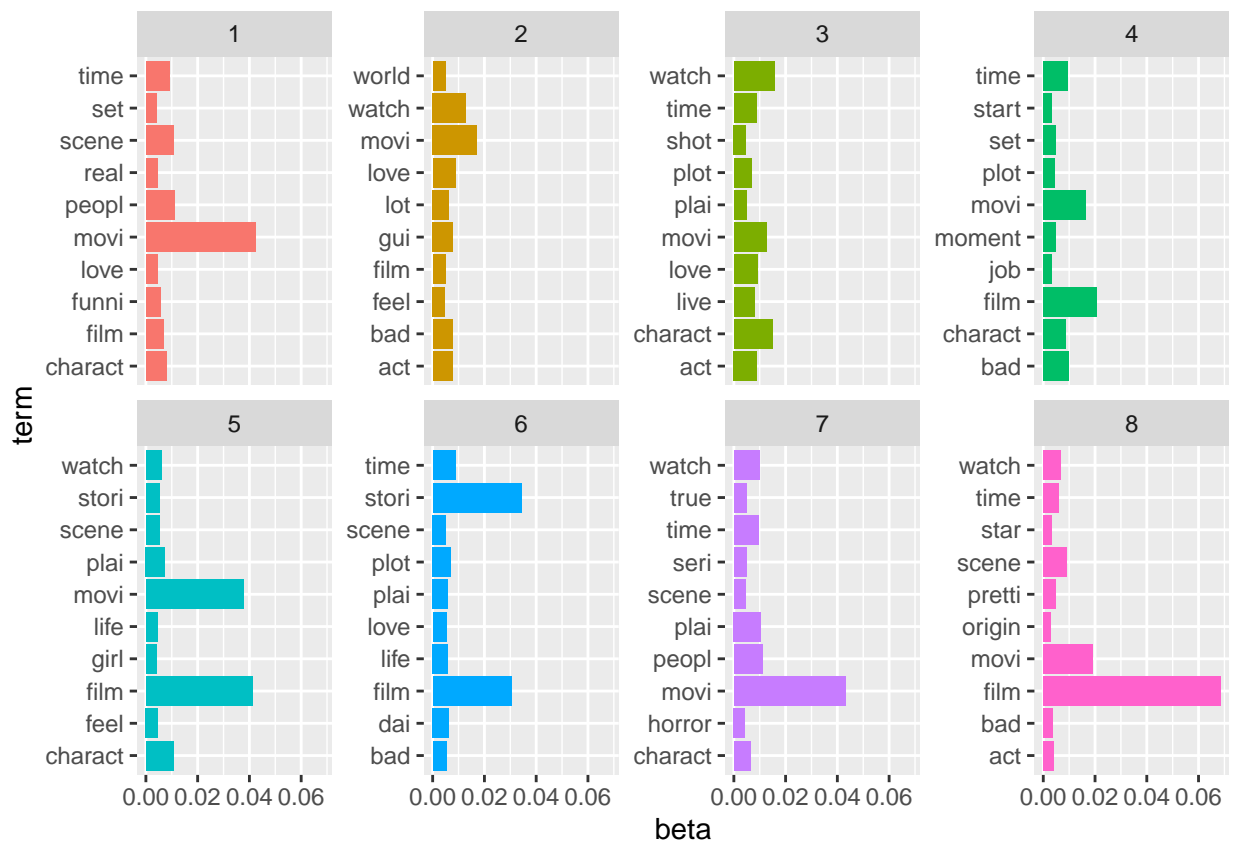 1
2
3
4
time
set
scene
real
peopl
movi
love
funni
film
charact
world
watch
movi
love
lot
gui
film
feel
bad
act
watch
time
shot
plot
plai
movi
love
live
charact
act
time
start
set
plot
movi
moment
job
film
charact
bad
term
5
6
7
8
watch
stori
scene
plai
movi
life
girl
film
feel
charact
time
stori
scene
plot
plai
love
life
film
dai
bad
watch
true
time
seri
scene
plai
peopl
movi
horror
charact
watch
time
star
scene
pretti
origin
movi
film
bad
act
0.00 0.02 0.04 0.06
0.00 0.02 0.04 0.06
0.00 0.02 0.04 0.06
0.00 0.02 0.04 0.06
beta